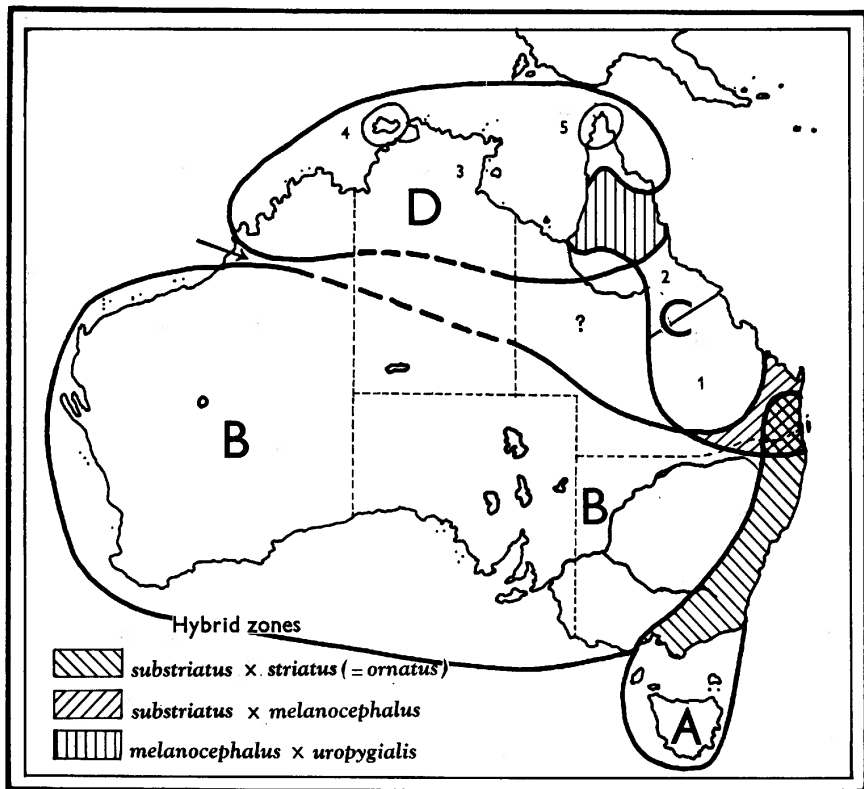 4
5
3
D
2
?
C
1
B
B
A
Hybrid zones
substriatus x striatus (= ornatus)
substriatus x melanocephalus
melanocephalus x uropygialis